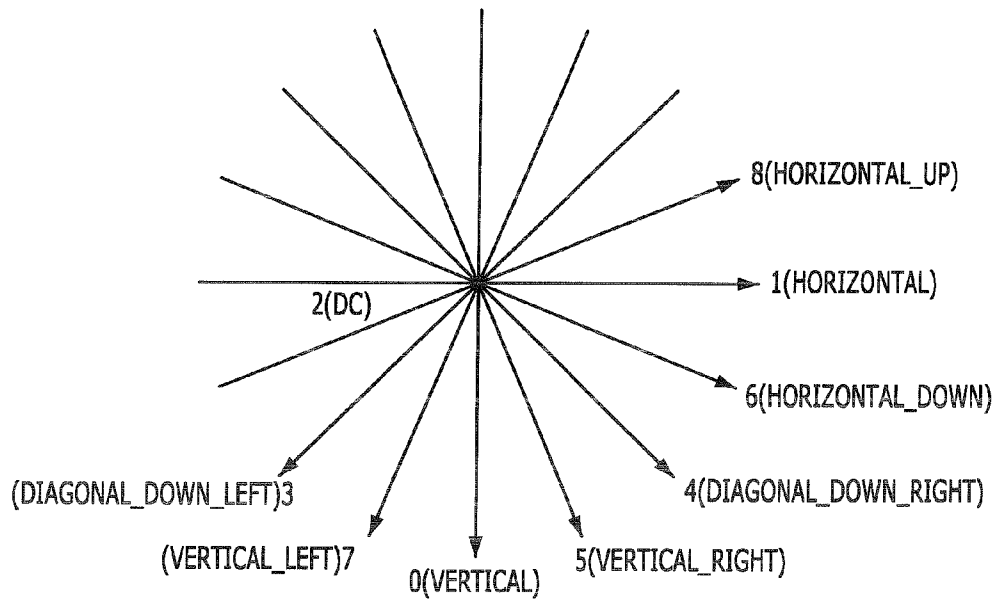 8(HORIZONTAL_UP)
1(HORIZONTAL)
2(DC)
6(HORIZONTAL_DOWN)
(DIAGONAL_DOWN_LEFT)3
4(DIAGONAL_DOWN_RIGHT)
(VERTICAL_LEFT)7
0(VERTICAL)
5(VERTICAL_RIGHT)